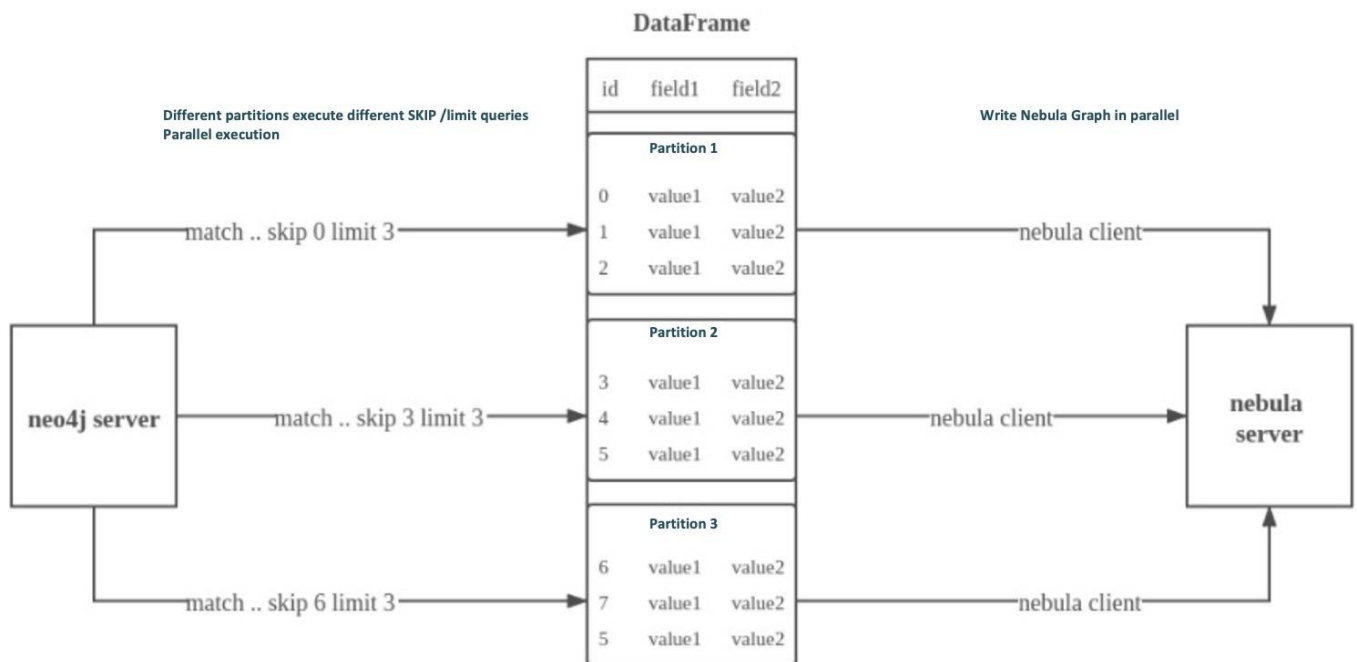 DataFrame
id field1 field2
Different partitions execute different SKIP /limit queries
Parallel execution
Write Nebula Graph in parallel
Partition 1
0 value1 value2
match .. skip 0 limit 3
1 value1 value2
nebula client
2 value1 value2
Partition 2
3 value1 value2
neo4j server
match .. skip 3 limit 3
4 value1 value2
nebula client
nebula
server
5 value1 value2
Partition 3
6 value1 value2
match .. skip 6 limit 3
7 value1 value2
nebula client
5 value1 value2